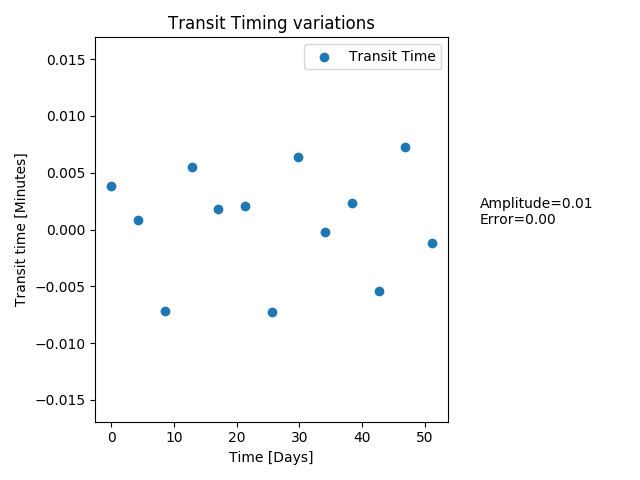 Transit Timing variations
Transit Time
0.015
0.010
0.005
0.000
−0.005
−0.010
−0.015
Transit time [Minutes]
0 10 20 30 40 50
Time [Days]
Amplitude=0.01
Error=0.00